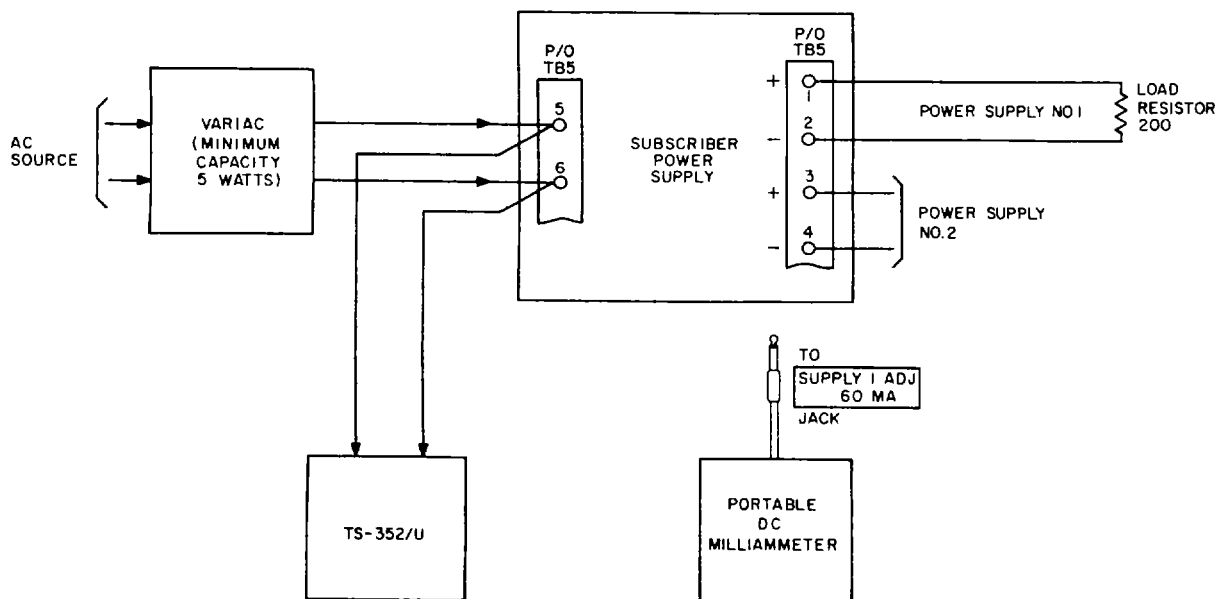 AC
SOURCE
VARIAC
(MINIMUM
CAPACITY
5 WATTS)
P/O
TB5
5
6
SUBSCRIBER
POWER
SUPPLY
P/O
TB5
+
1
-
2
+
3
-
4
POWER SUPPLY NO.1
LOAD
RESISTOR
200
POWER SUPPLY
NO.2
TS-352/U
TO
SUPPLY 1 ADJ
60 MA
JACK
PORTABLE
DC
MILLIAMMETER